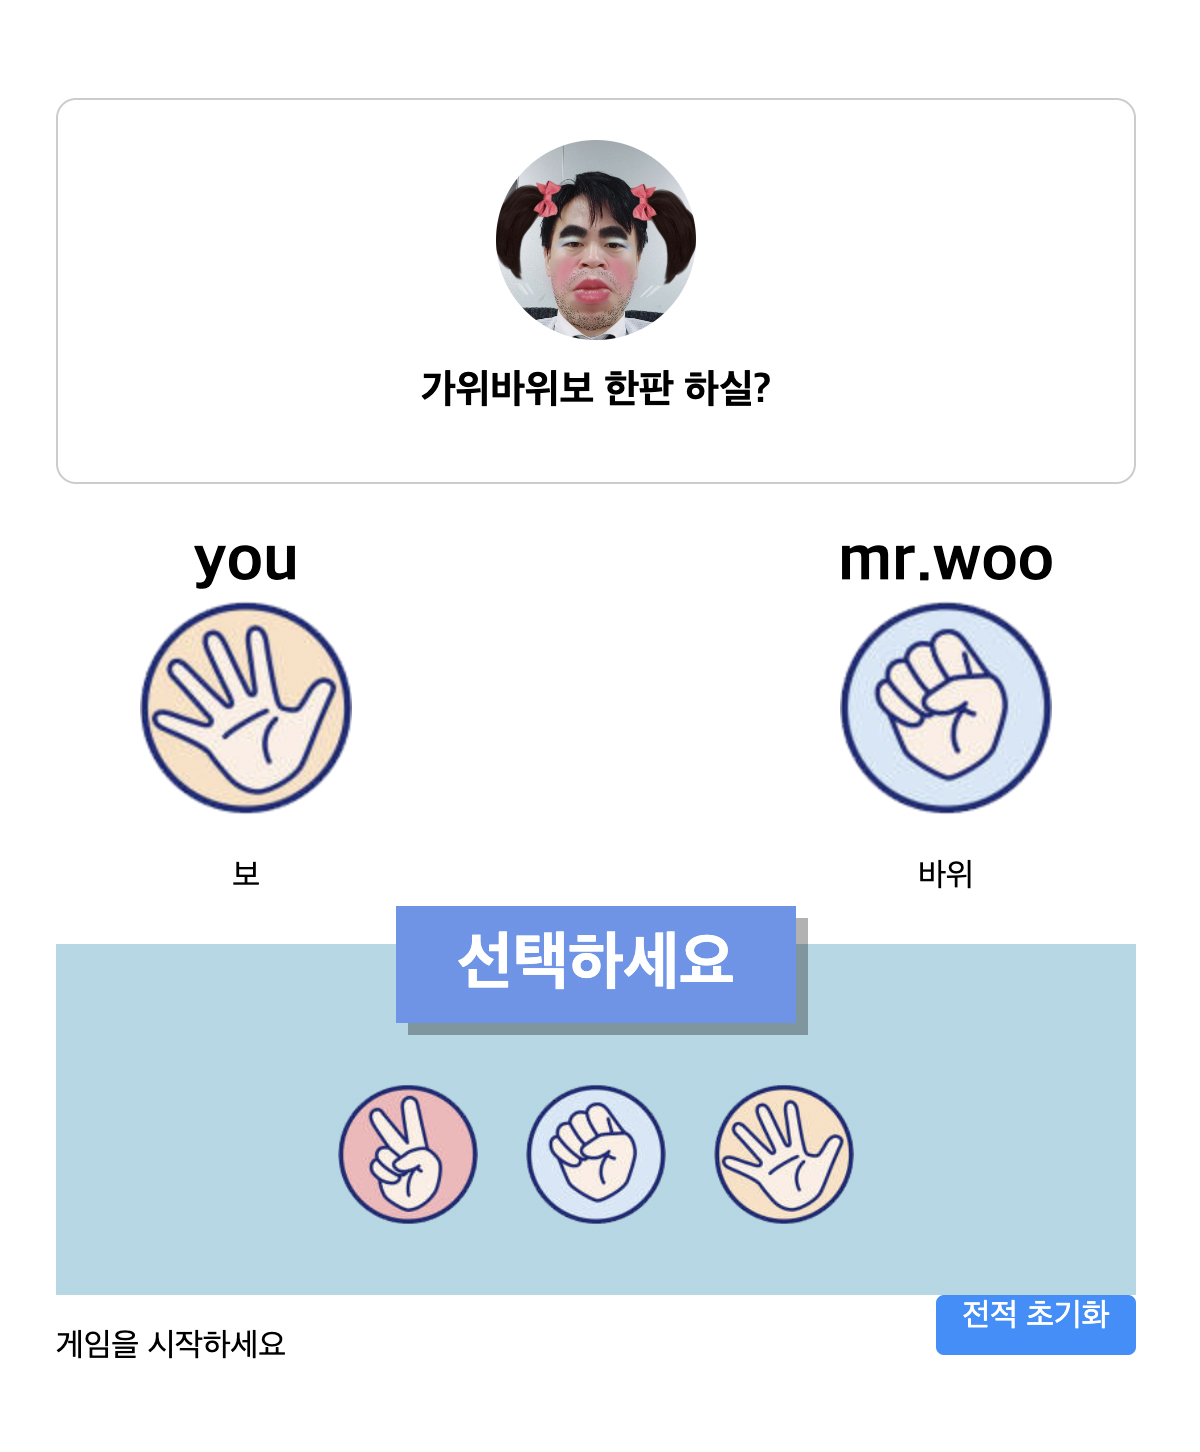 가위바위보 한판 하실?
you
mr.woo
보
바위
선택하세요
전적 초기화
게임을 시작하세요